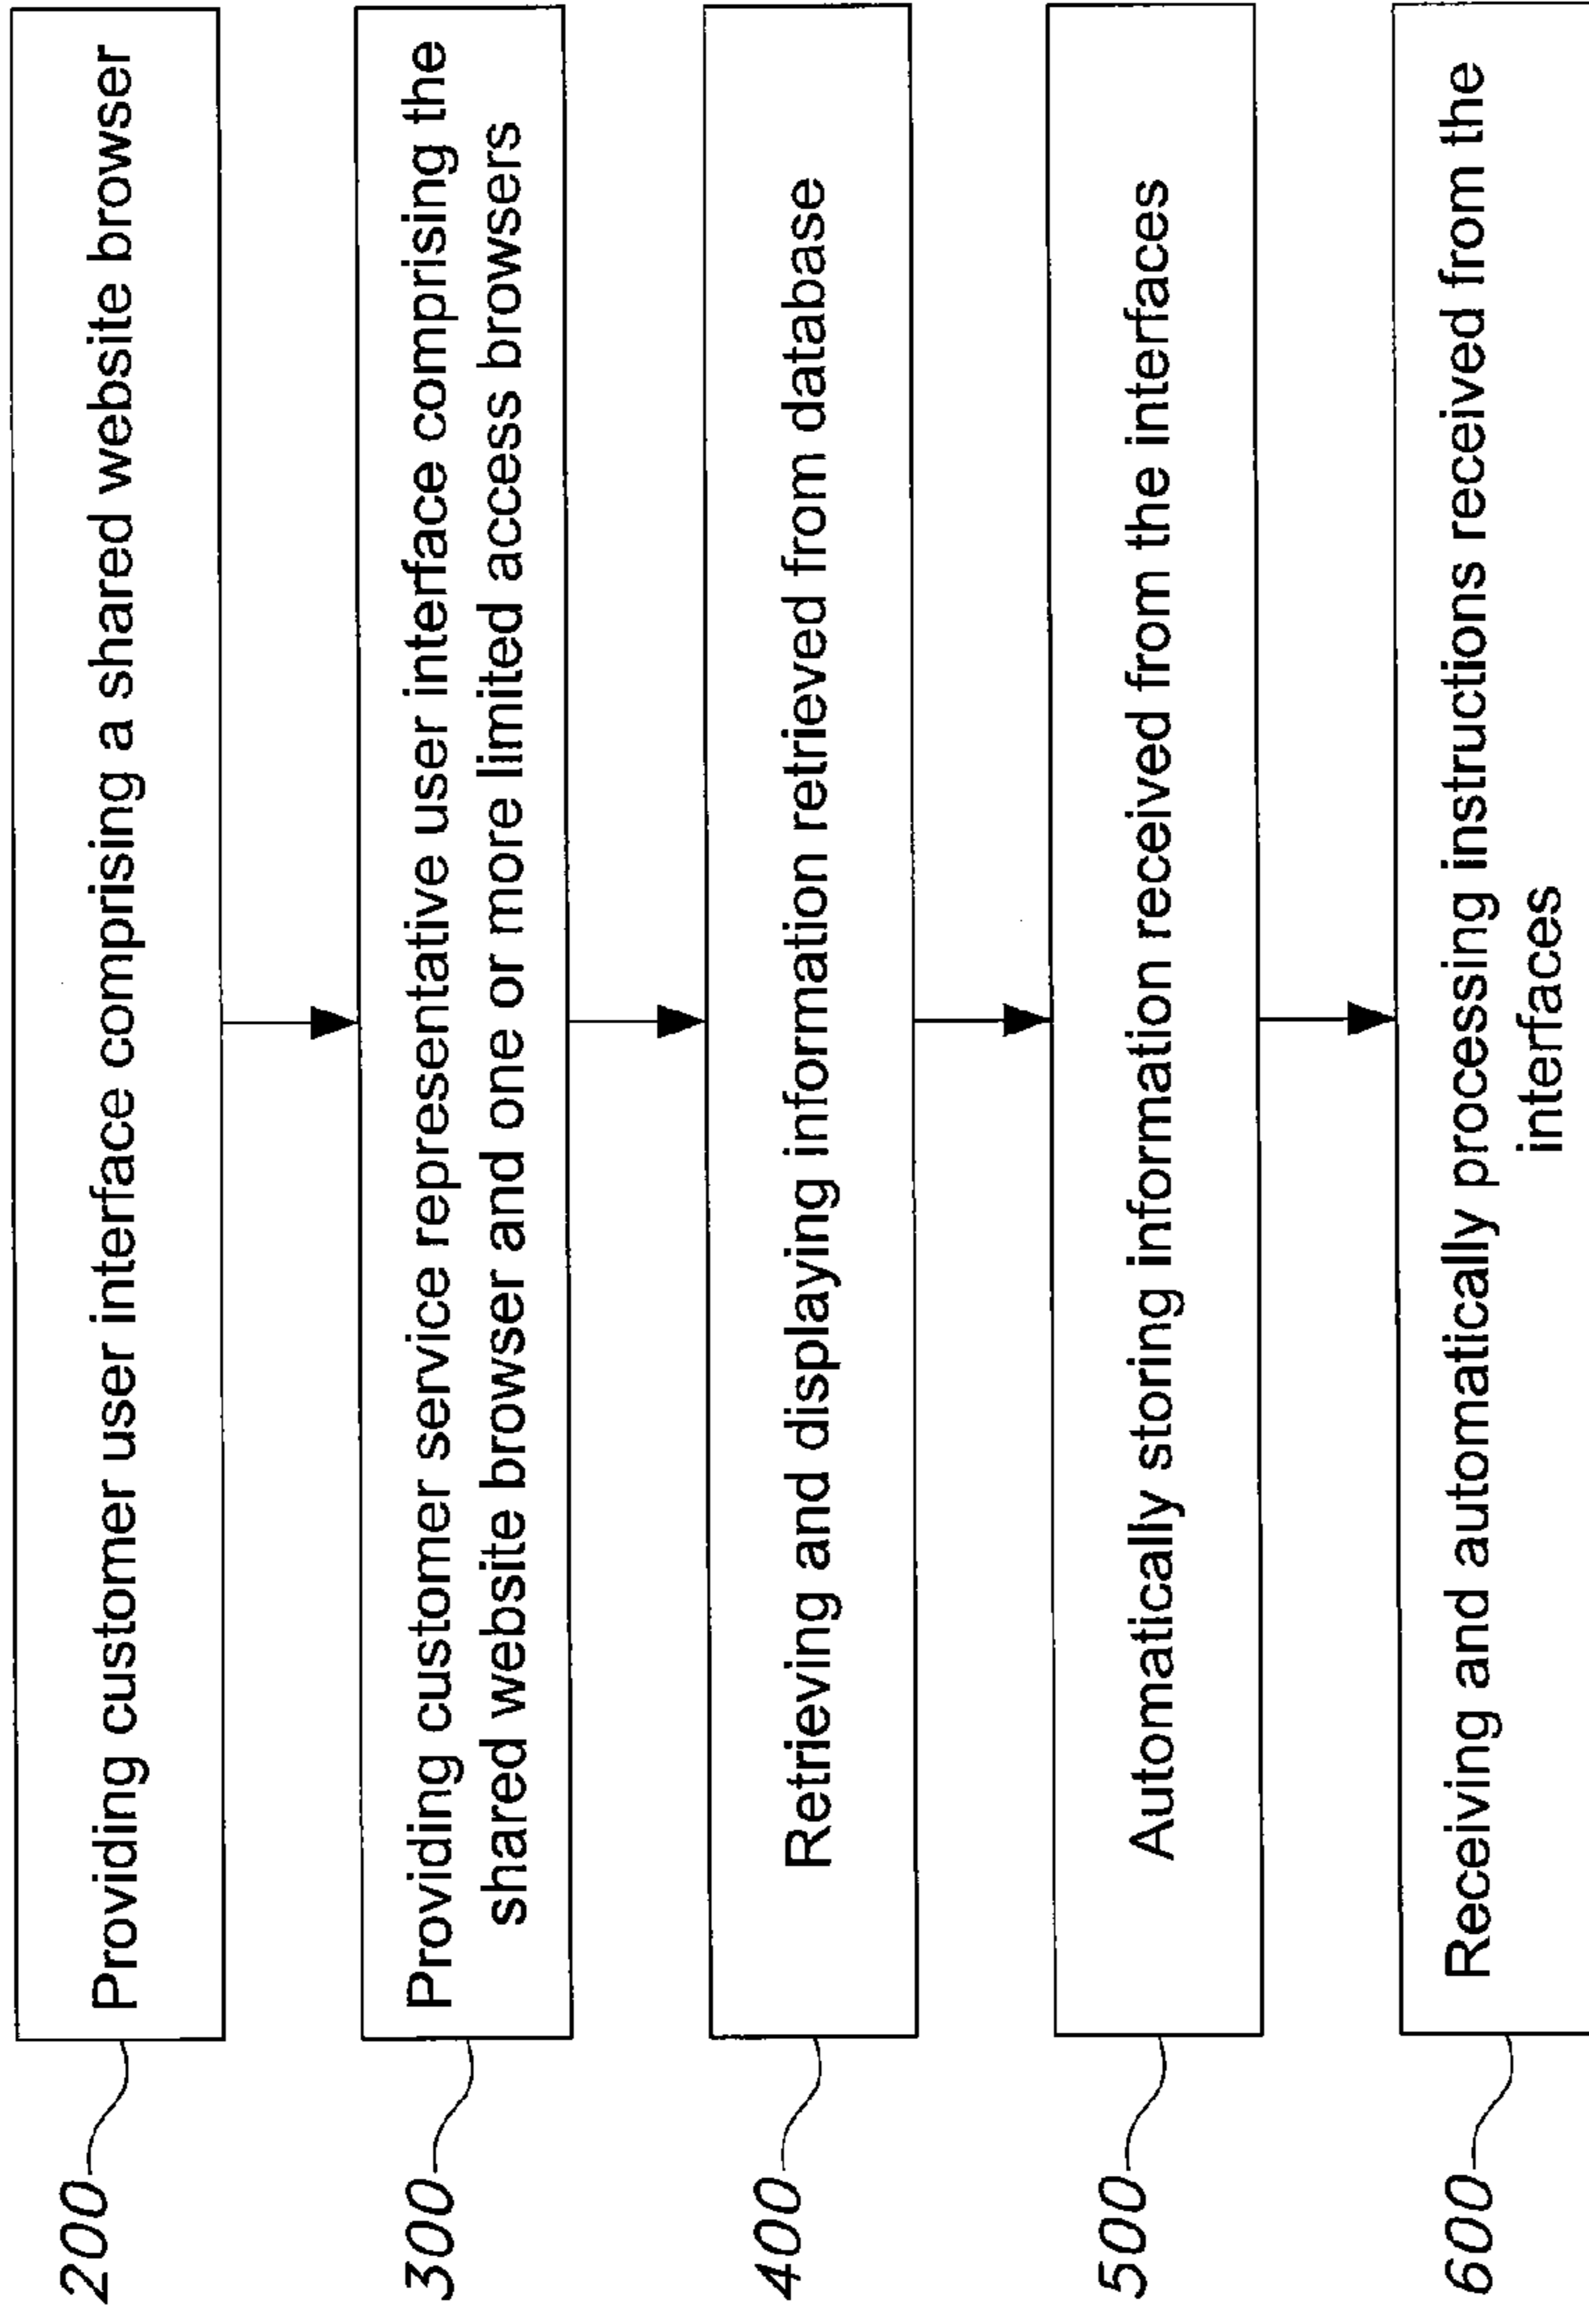 200
Providing customer user interface comprising a shared website browser
300
Providing customer service representative user interface comprising the
shared website browser and one or more limited access browsers
400
Retrieving and displaying information retrieved from database
500
Automatically storing information received from the interfaces
600
Receiving and automatically processing instructions received from the
interfaces